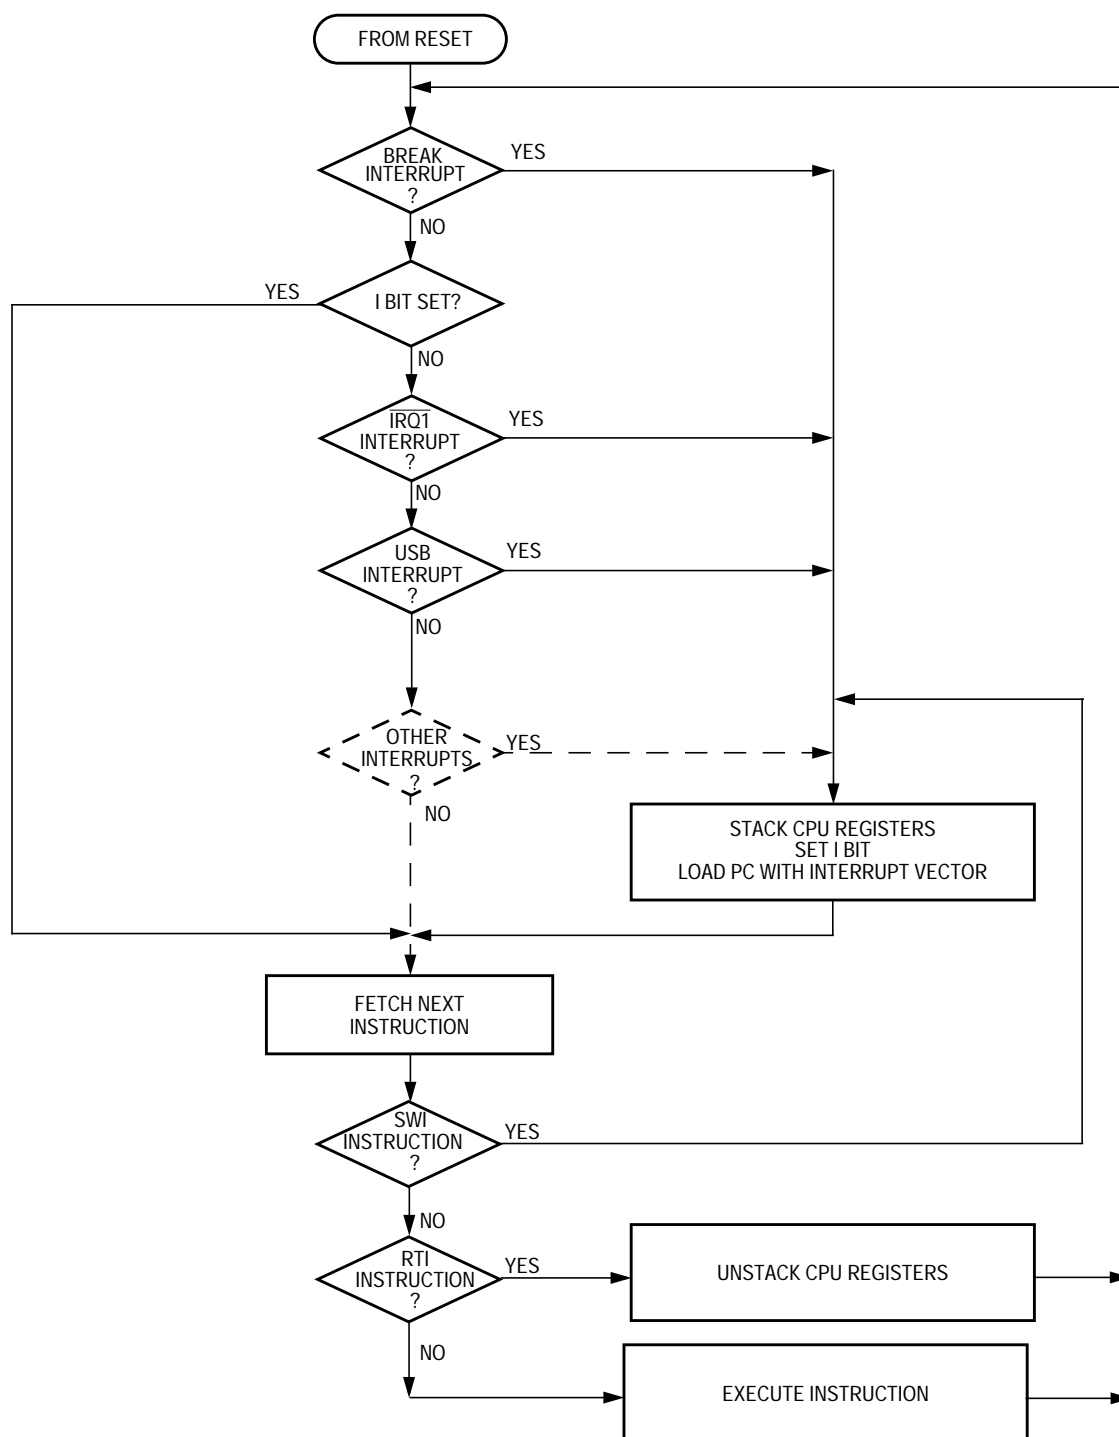 FROM RESET
BREAK
INTERRUPT
?
YES
NO
YES
I BIT SET?
NO
IRQ1
INTERRUPT
?
YES
NO
USB
INTERRUPT
?
YES
NO
OTHER
INTERRUPTS
?
YES
NO
STACK CPU REGISTERS
SET I BIT
LOAD PC WITH INTERRUPT VECTOR
FETCH NEXT
INSTRUCTION
SWI
INSTRUCTION
?
YES
NO
RTI
INSTRUCTION
?
YES
UNSTACK CPU REGISTERS
NO
EXECUTE INSTRUCTION